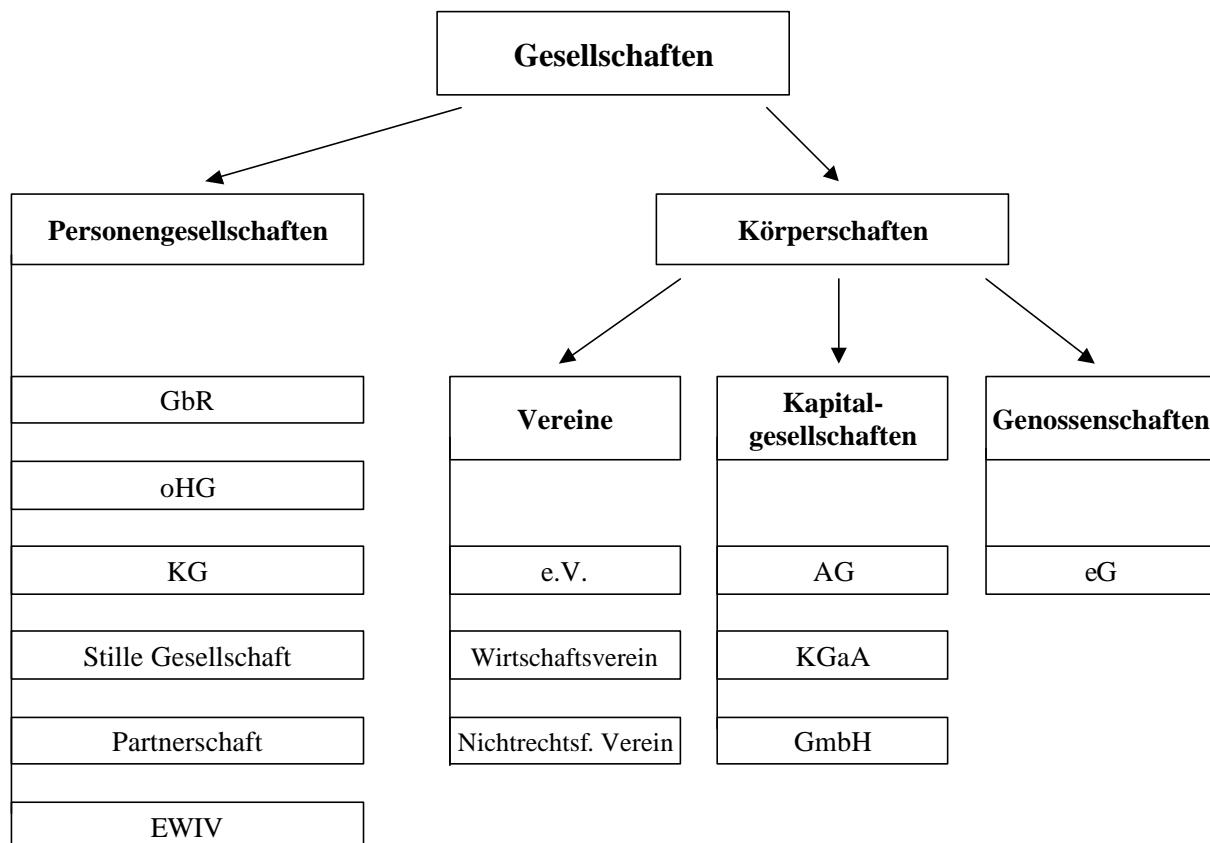 Gesellschaften
Personengesellschaften
Körperschaften
GbR
oHG
KG
Stille Gesellschaft
Partnerschaft
EWIV
Vereine
e.V.
Wirtschaftsverein
Nichtrechtsf. Verein
Kapital-
gesellschaften
AG
KGaA
GmbH
Genossenschaften
eG